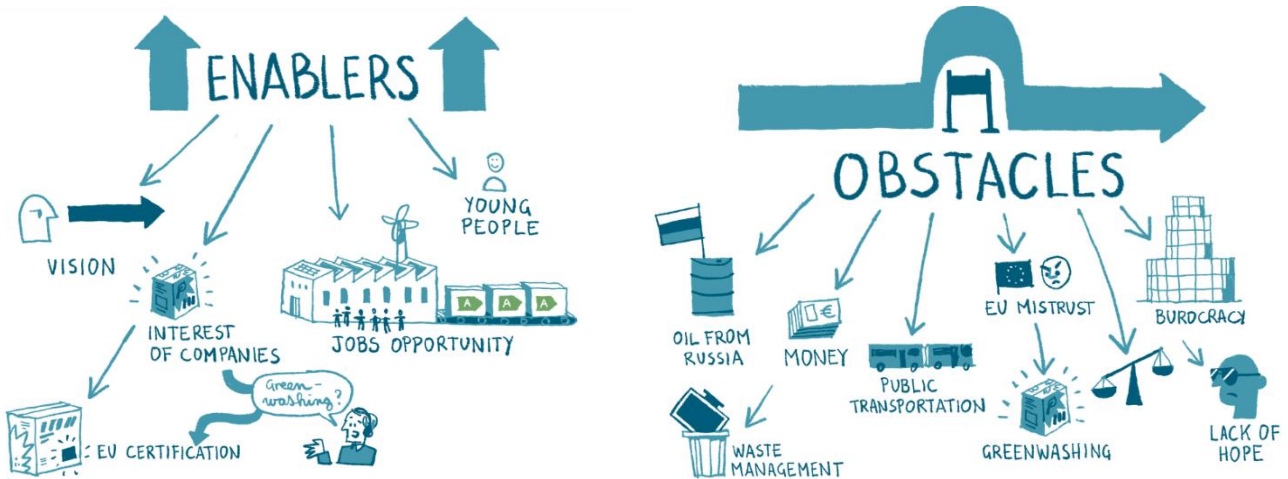 ENABLERS
VISION
INTEREST
OF COMPANIES
EU CERTIFICATION
Green-
washing?
A A A
JOBS OPPORTUNITY
YOUNG
PEOPLE
OBSTACLES
OIL FROM
RUSSIA
€
MONEY
WASTE
MANAGEMENT
PUBLIC
TRANSPORTATION
EU MISTRUST
GREENWASHING
BUROCRACY
LACK OF
HOPE